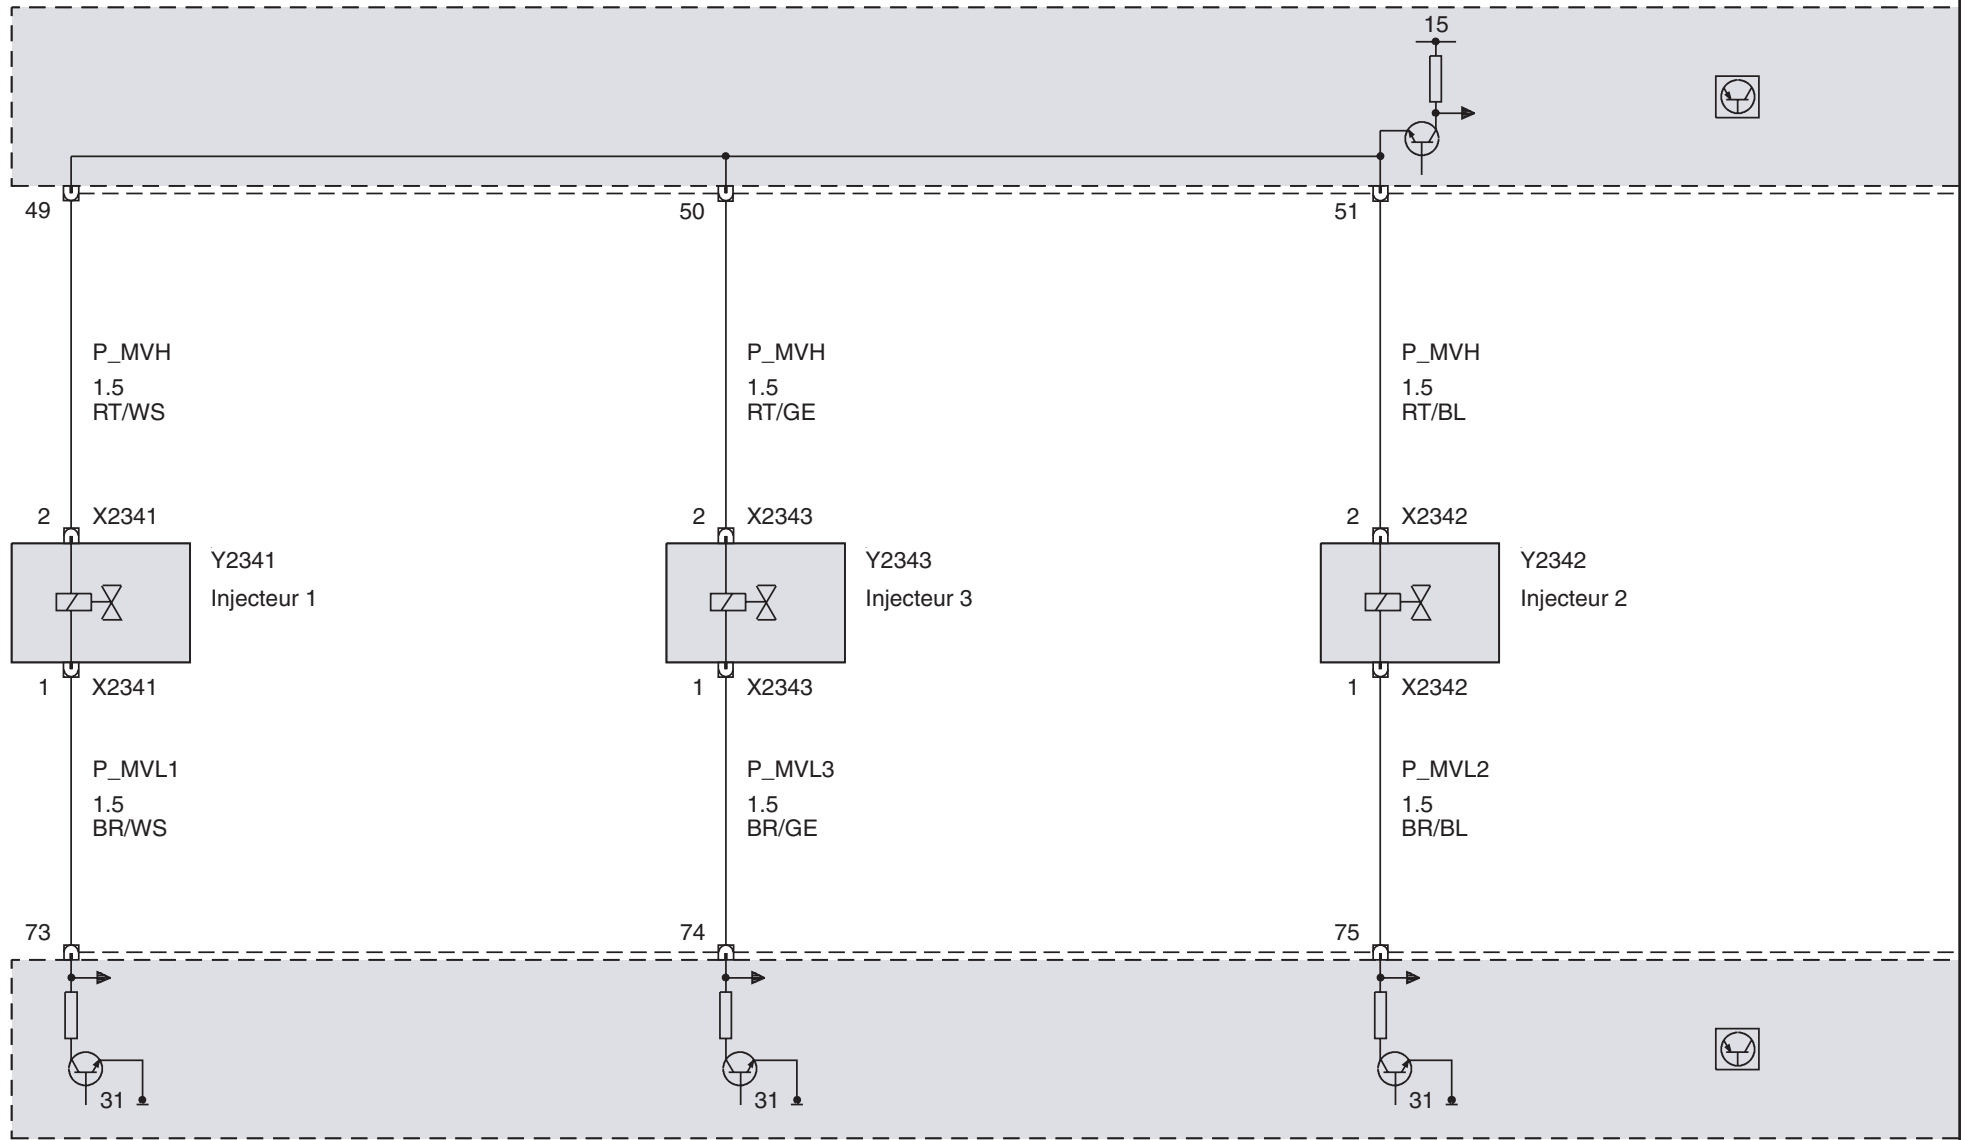 15
49
50
51
P_MVH
1.5
RT/WS
P_MVH
1.5
RT/GE
P_MVH
1.5
RT/BL
2 X2341
2 X2343
2 X2342
Y2341
Injecteur 1
Y2343
Injecteur 3
Y2342
Injecteur 2
1 X2341
1 X2343
1 X2342
P_MVL1
1.5
BR/WS
P_MVL3
1.5
BR/GE
P_MVL2
1.5
BR/BL
73
74
75
31
31
31